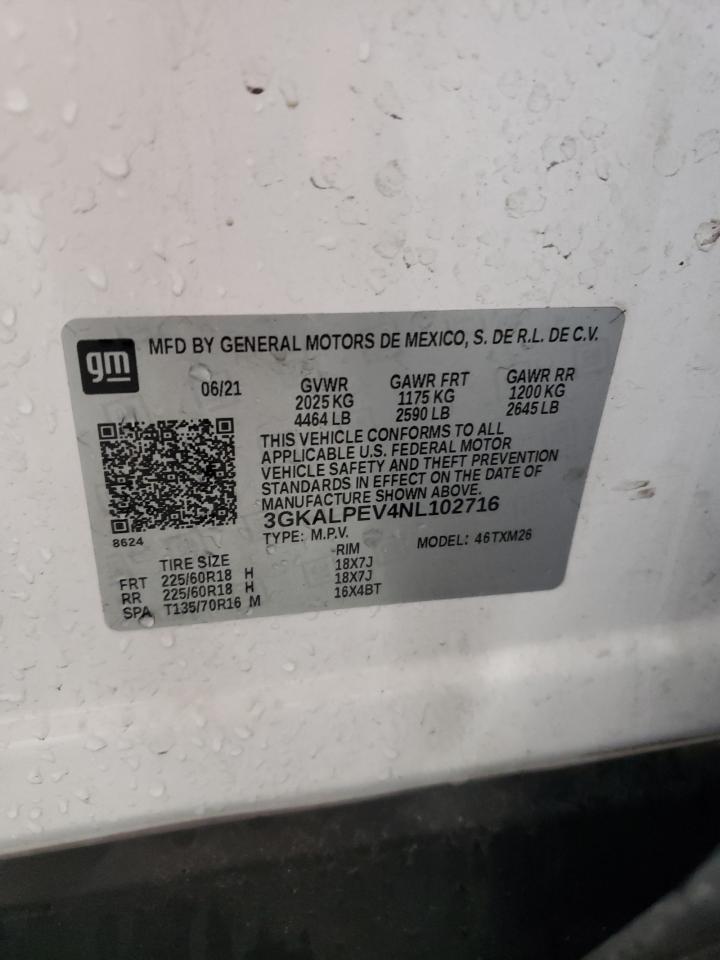 gm MFD BY GENERAL MOTORS DE MEXICO, S. DE R.L. DE C.V.
06/21 GVWR GAWR FRT GAWR RR
2025 KG 1175 KG 1200 KG
4464 LB 2590 LB 2645 LB
THIS VEHICLE CONFORMS TO ALL
APPLICABLE U.S. FEDERAL MOTOR
VEHICLE SAFETY AND THEFT PREVENTION
STANDARDS IN EFFECT ON THE DATE OF
MANUFACTURE SHOWN ABOVE.
3GKALPEV4NL102716
8624
TYPE: M.P.V. MODEL: 46TXM26
TIRE SIZE RIM
FRT 225/60R18 H 18X7J
RR 225/60R18 H 18X7J
SPA T135/70R16 M 16X4BT